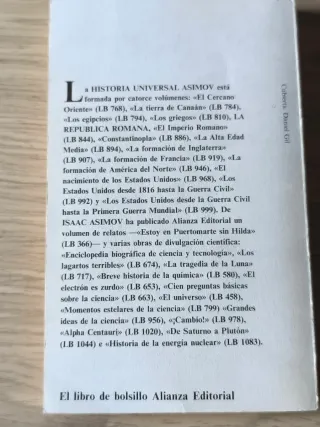 La HISTORIA UNIVERSAL ASIMOV está
formada por catorce volúmenes: «El Cercano
Oriente» (LB 768), «La tierra de Canaán» (LB 784),
«Los egipcios» (LB 794), «Los griegos» (LB 810), LA
REPUBLICA ROMANA, «El Imperio Romano»
(LB 844), «Constantinopla» (LB 886), «La Alta Edad
Media» (LB 894), «La formación de Inglaterra»
(LB 907), «La formación de Francia» (LB 919), «La
formación de América del Norte» (LB 946), «El
nacimiento de los Estados Unidos» (LB 968), «Los
Estados Unidos desde 1816 hasta la Guerra Civil»
(LB 992) y «Los Estados Unidos desde la Guerra Civil
hasta la Primera Guerra Mundial» (LB 999). De
ISAAC ASIMOV ha publicado Alianza Editorial un
volumen de relatos —«Estoy en Puertomarte sin Hilda»
(LB 366)— y varias obras de divulgación científica:
«Enciclopedia biográfica de ciencia y tecnología», «Los
lagartos terribles» (LB 674), «La tragedia de la Luna»
(LB 717), «Breve historia de la química» (LB 580), «El
electrón es zurdo» (LB 653), «Cien preguntas básicas
sobre la ciencia» (LB 663), «El universo» (LB 458),
«Momentos estelares de la ciencia» (LB 799) «Grandes
ideas de la ciencia» (LB 956), «¡Cambio!» (LB 978),
«Alpha Centauri» (LB 1020), «De Saturno a Plutón»
(LB 1044) e «Historia de la energía nuclear» (LB 1083).
El libro de bolsillo Alianza Editorial
Cubierta Daniel Gil